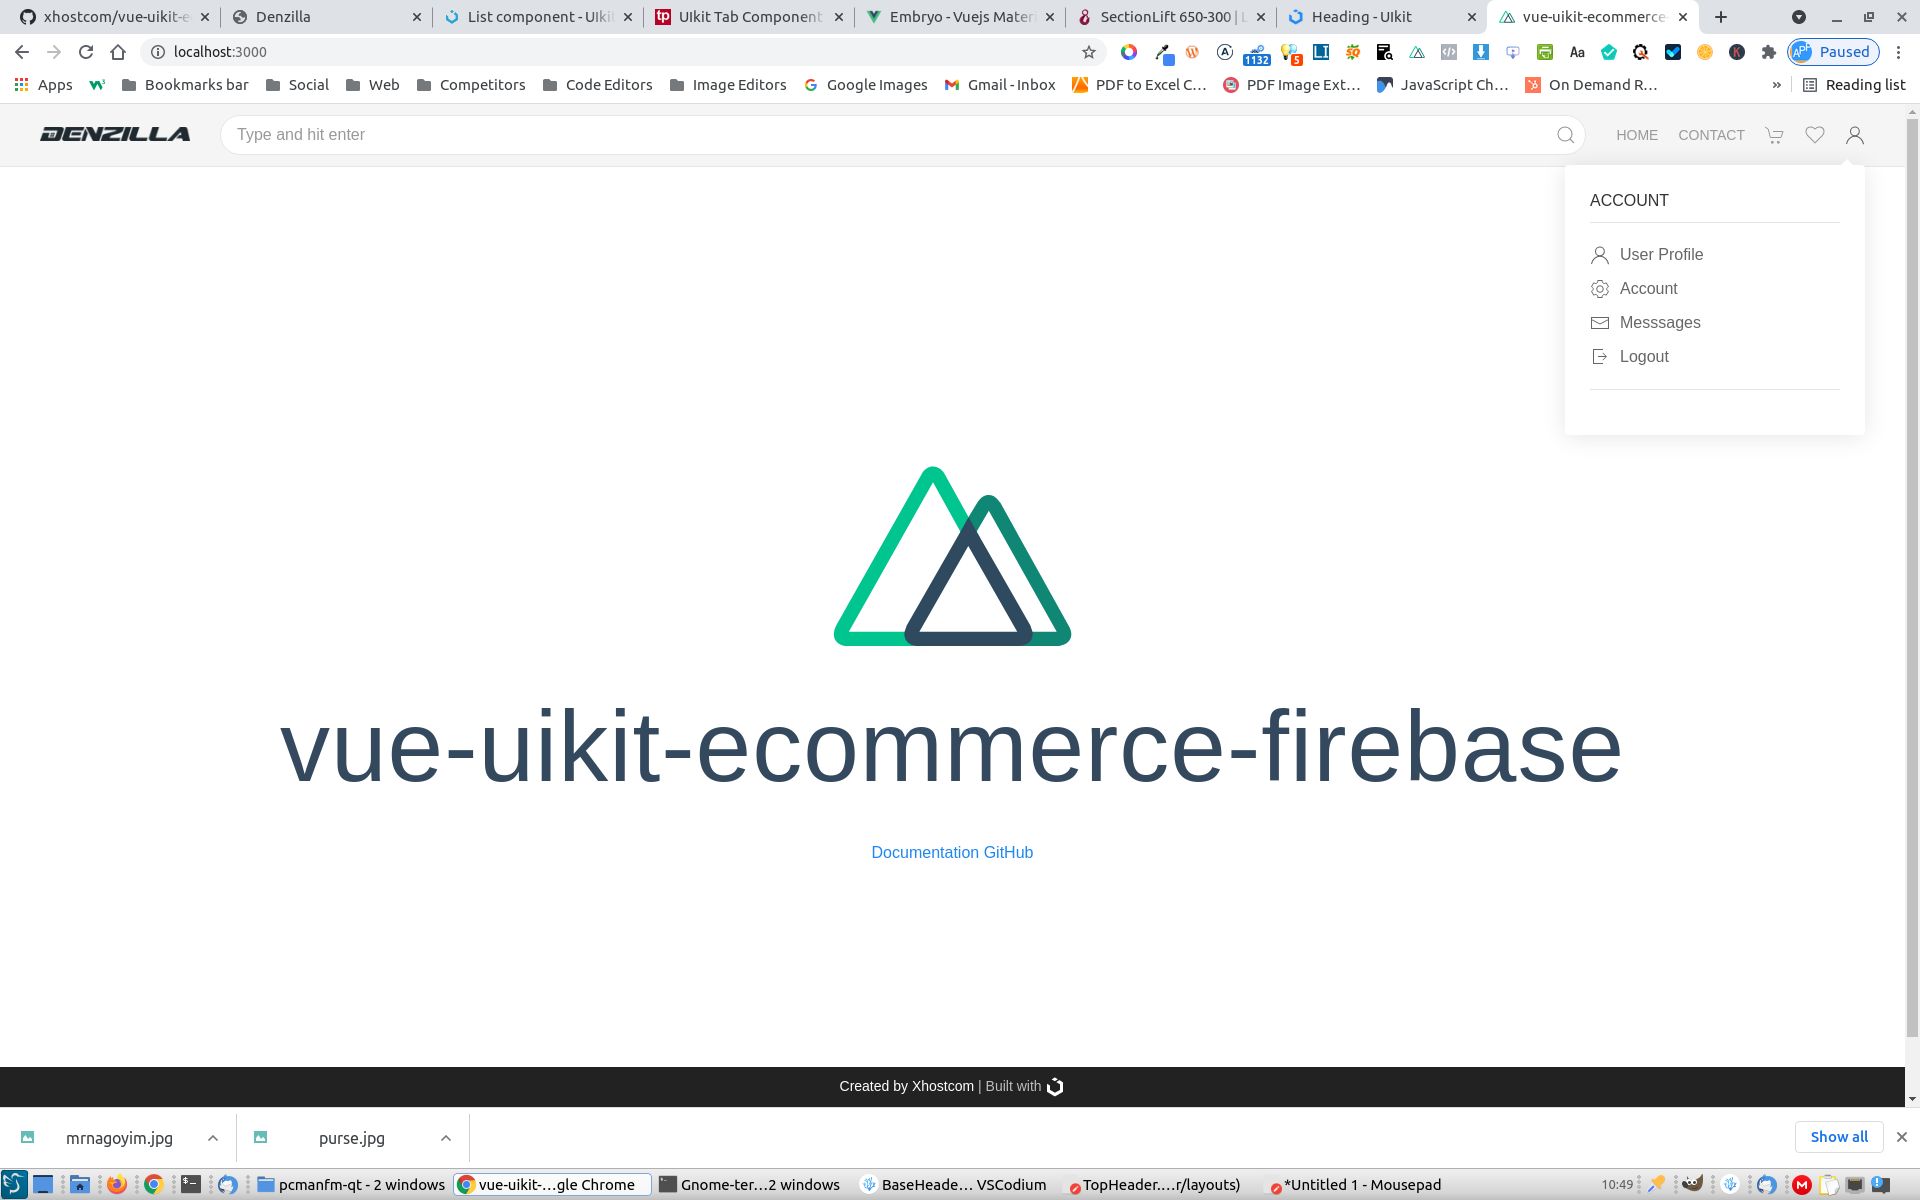 xhostcom/vue-uikit-e
Denzilla
List component - UIkit
UIkit Tab Component
Embryo - Vuejs Materi
SectionLift 650-300 | L
Heading - UIkit
vue-uikit-ecommerce-
localhost:3000
1132
5
Aa
Paused
Apps
Bookmarks bar
Social
Web
Competitors
Code Editors
Image Editors
Google Images
Gmail - Inbox
PDF to Excel C...
PDF Image Ext...
JavaScript Ch...
On Demand R...
»
Reading list
DENZILLA
Type and hit enter
HOME
CONTACT
ACCOUNT
User Profile
Account
Messsages
Logout
vue-uikit-ecommerce-firebase
Documentation GitHub
Created by Xhostcom | Built with
mrnagoyim.jpg
purse.jpg
Show all
pcmanfm-qt - 2 windows
vue-uikit-...gle Chrome
Gnome-ter...2 windows
BaseHeade... VSCodium
TopHeader....r/layouts)
*Untitled 1 - Mousepad
10:49